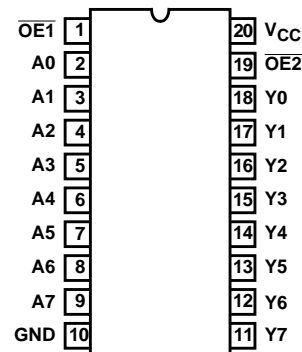 O̅E̅1̅ 1 20 VCC
A0 2 19 O̅E̅2̅
A1 3 18 Y0
A2 4 17 Y1
A3 5 16 Y2
A4 6 15 Y3
A5 7 14 Y4
A6 8 13 Y5
A7 9 12 Y6
GND 10 11 Y7